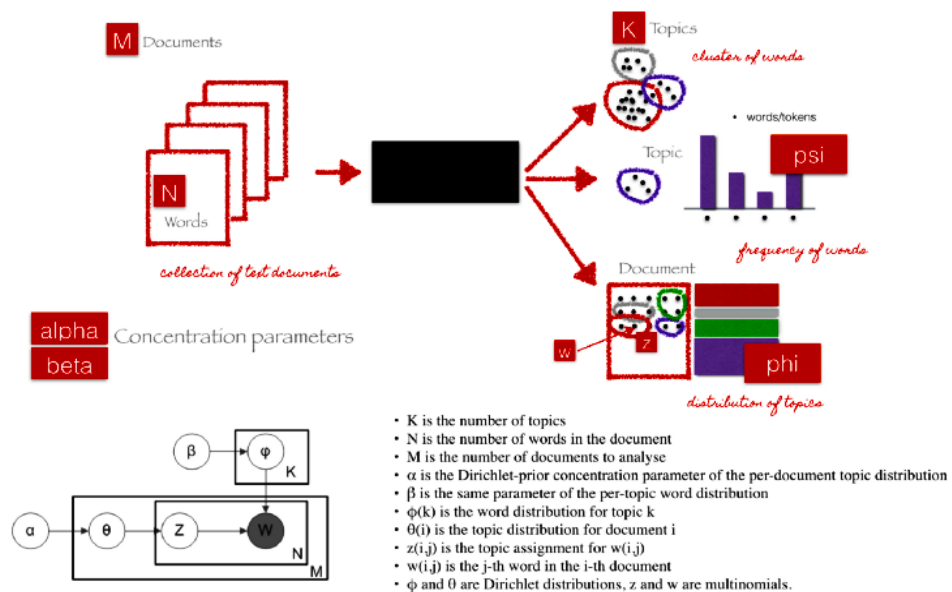 M Documents
K Topics
cluster of words
• words/tokens
psi
Topic
N
Words
collection of test documents
frequency of words
Document
w
z
phi
distribution of topics
alpha
beta
Concentration parameters
β
φ
K
α
θ
Z
W
N
M
• K is the number of topics
• N is the number of words in the document
• M is the number of documents to analyse
• α is the Dirichlet-prior concentration parameter of the per-document topic distribution
• β is the same parameter of the per-topic word distribution
• ϕ(k) is the word distribution for topic k
• θ(i) is the topic distribution for document i
• z(i,j) is the topic assignment for w(i,j)
• w(i,j) is the j-th word in the i-th document
• ϕ and θ are Dirichlet distributions, z and w are multinomials.